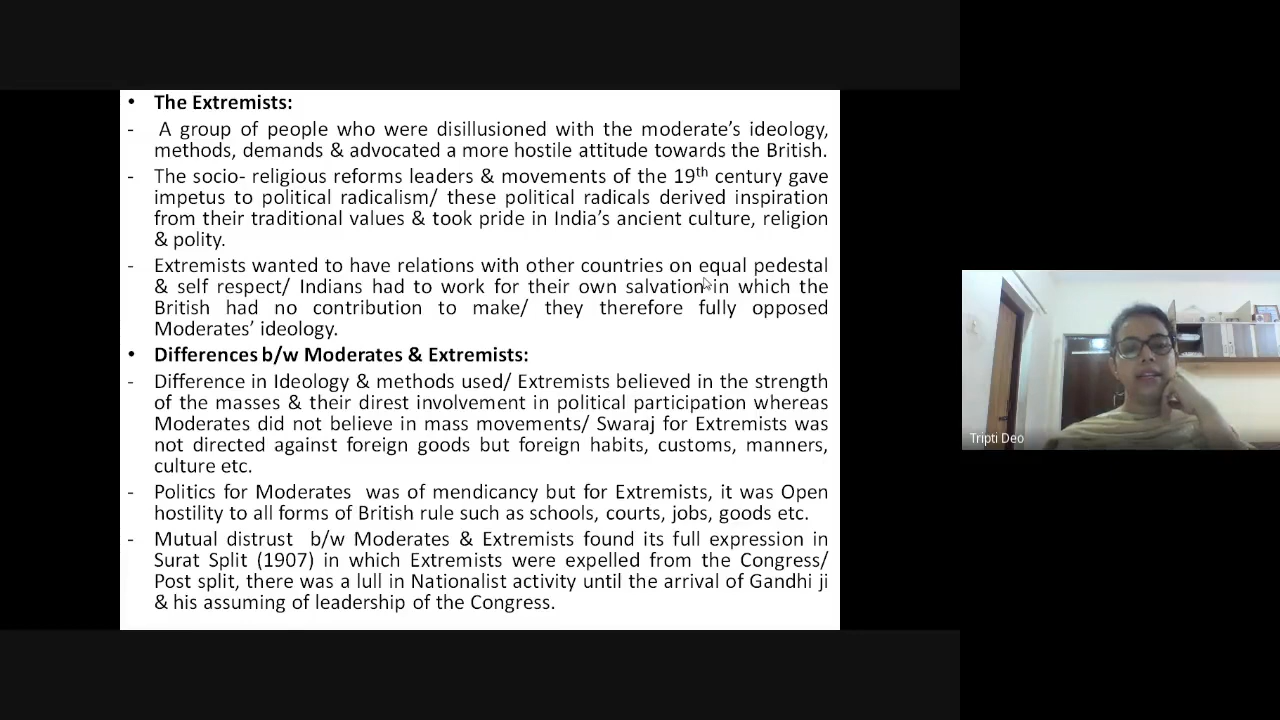 • The Extremists:
- A group of people who were disillusioned with the moderate's ideology,
methods, demands & advocated a more hostile attitude towards the British.
- The socio- religious reforms leaders & movements of the 19th century gave
impetus to political radicalism/ these political radicals derived inspiration
from their traditional values & took pride in India's ancient culture, religion
& polity.
- Extremists wanted to have relations with other countries on equal pedestal
& self respect/ Indians had to work for their own salvation in which the
British had no contribution to make/ they therefore fully opposed
Moderates' ideology.
• Differences b/w Moderates & Extremists:
- Difference in Ideology & methods used/ Extremists believed in the strength
of the masses & their direst involvement in political participation whereas
Moderates did not believe in mass movements/ Swaraj for Extremists was
not directed against foreign goods but foreign habits, customs, manners,
culture etc.
- Politics for Moderates was of mendicancy but for Extremists, it was Open
hostility to all forms of British rule such as schools, courts, jobs, goods etc.
- Mutual distrust b/w Moderates & Extremists found its full expression in
Surat Split (1907) in which Extremists were expelled from the Congress/
Post split, there was a lull in Nationalist activity until the arrival of Gandhi ji
& his assuming of leadership of the Congress.
Tripti Deo